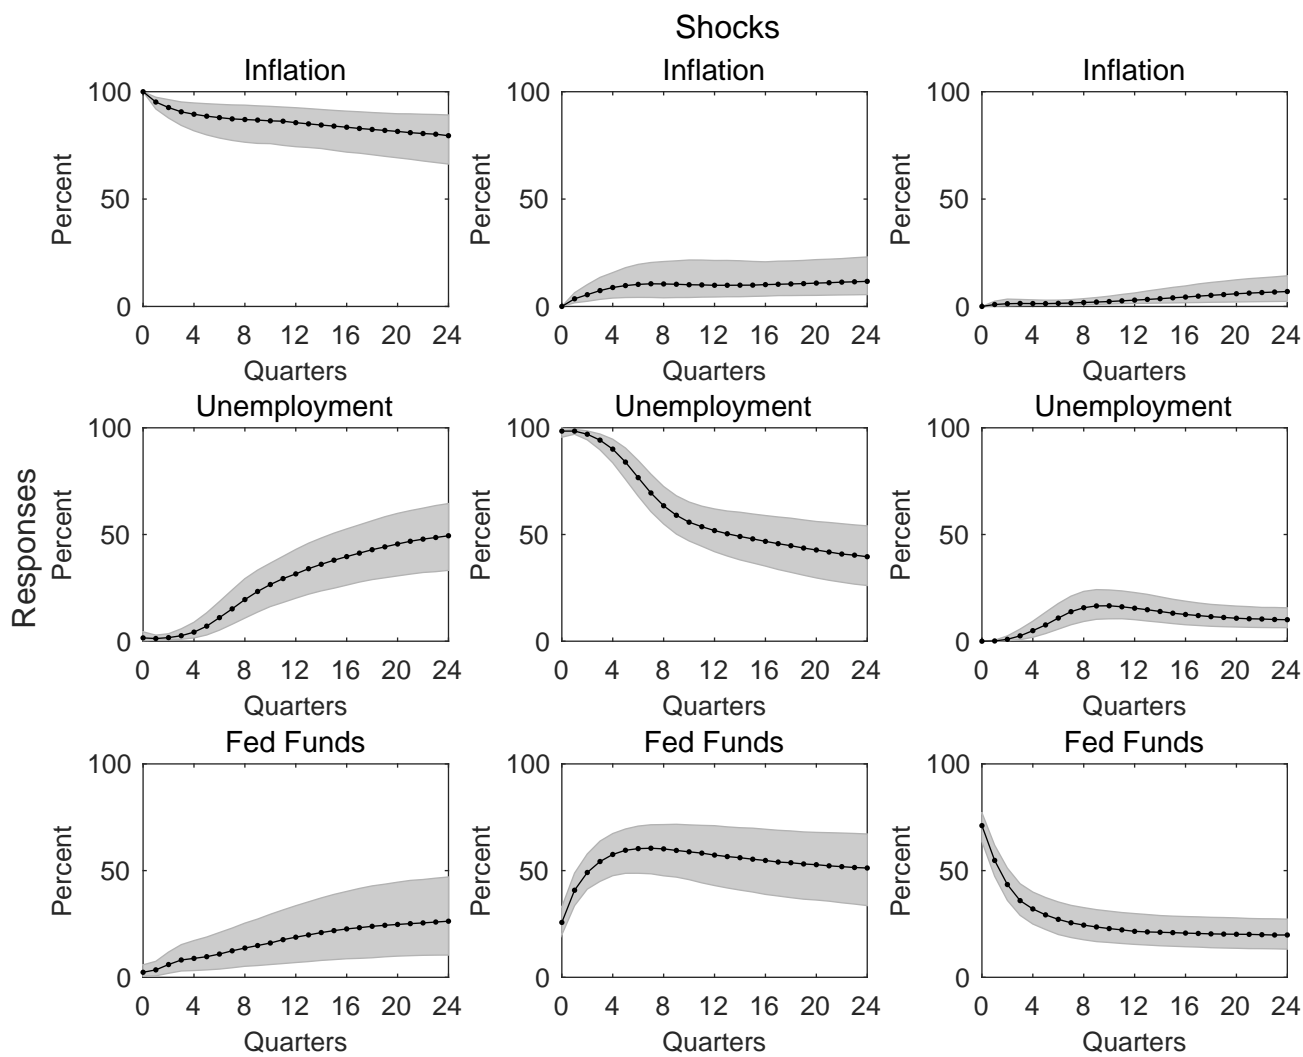 Shocks
Inflation Inflation Inflation
100 100 100
Percent Percent Percent
50 50 50
0 0 0
0 4 8 12 16 20 24 0 4 8 12 16 20 24 0 4 8 12 16 20 24
Quarters Quarters Quarters
Responses
Unemployment Unemployment Unemployment
100 100 100
Percent Percent Percent
50 50 50
0 0 0
0 4 8 12 16 20 24 0 4 8 12 16 20 24 0 4 8 12 16 20 24
Quarters Quarters Quarters
Fed Funds Fed Funds Fed Funds
100 100 100
Percent Percent Percent
50 50 50
0 0 0
0 4 8 12 16 20 24 0 4 8 12 16 20 24 0 4 8 12 16 20 24
Quarters Quarters Quarters